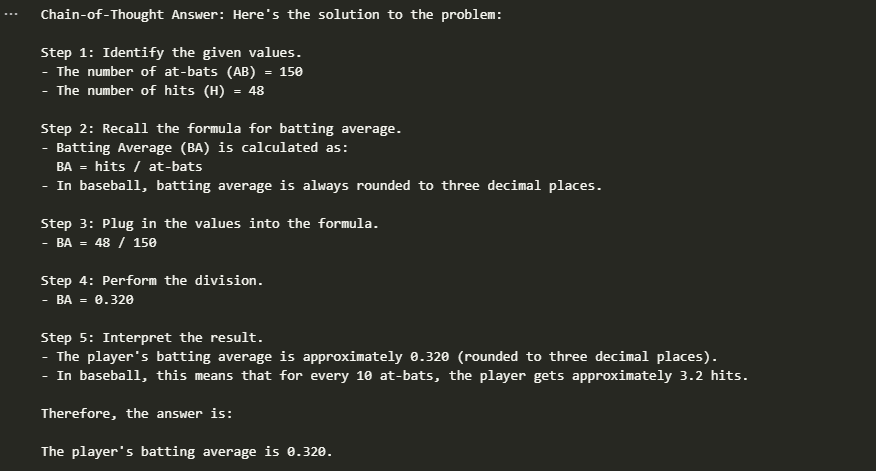 Chain-of-Thought Answer: Here's the solution to the problem:
Step 1: Identify the given values.
- The number of at-bats (AB) = 150
- The number of hits (H) = 48
Step 2: Recall the formula for batting average.
- Batting Average (BA) is calculated as:
BA = hits / at-bats
- In baseball, batting average is always rounded to three decimal places.
Step 3: Plug in the values into the formula.
- BA = 48 / 150
Step 4: Perform the division.
- BA = 0.320
Step 5: Interpret the result.
- The player's batting average is approximately 0.320 (rounded to three decimal places).
- In baseball, this means that for every 10 at-bats, the player gets approximately 3.2 hits.
Therefore, the answer is:
The player's batting average is 0.320.